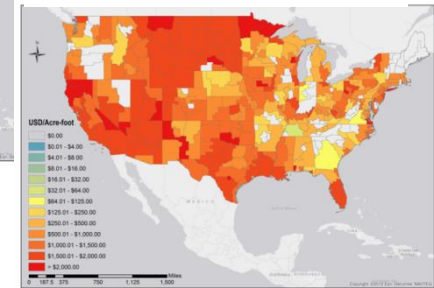 USD/Acre-foot
$0.00
$0.01 - $4.00
$4.01 - $8.00
$8.01 - $16.00
$16.01 - $32.00
$32.01 - $64.00
$64.01 - $125.00
$125.01 - $250.00
$250.01 - $500.00
$500.01 - $1,000.00
$1,000.01 - $1,500.00
$1,500.01 - $2,000.00
> $2,000.00
MEXICO
Miles
0 187.5 375 750 1,125 1,500